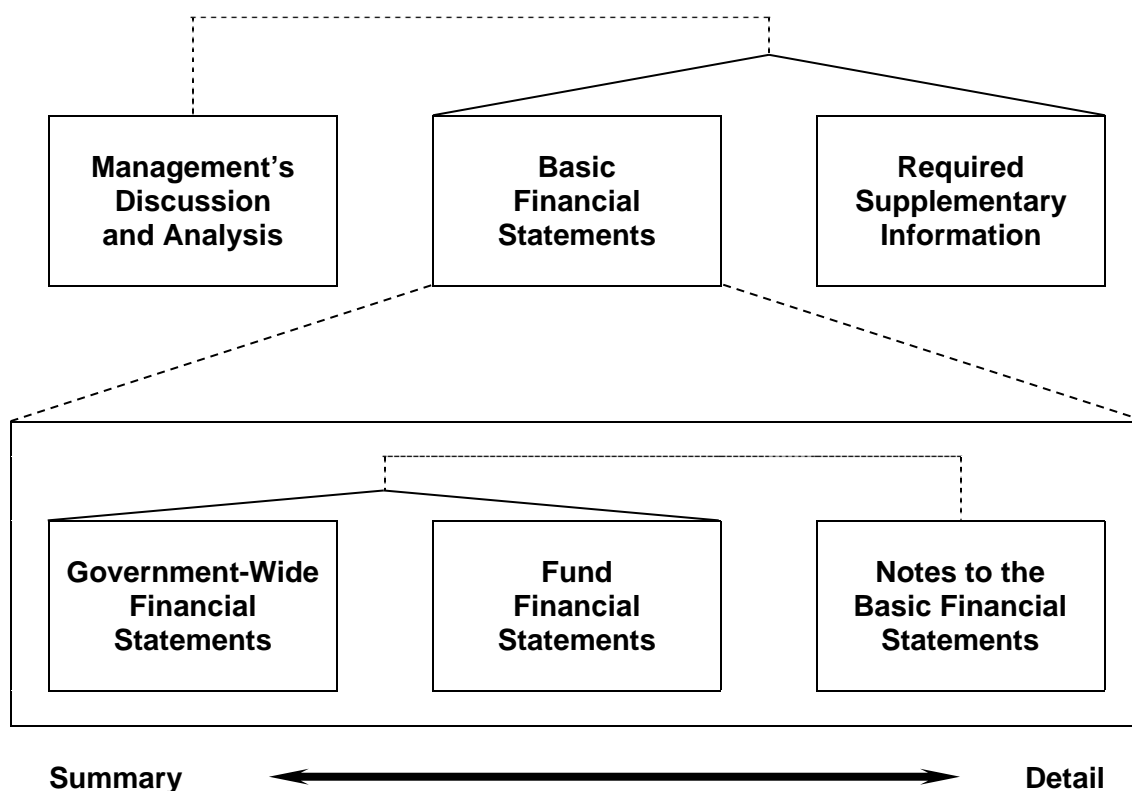 Management’s
Discussion
and Analysis
Basic
Financial
Statements
Required
Supplementary
Information
Government-Wide
Financial
Statements
Fund
Financial
Statements
Notes to the
Basic Financial
Statements
Summary
Detail